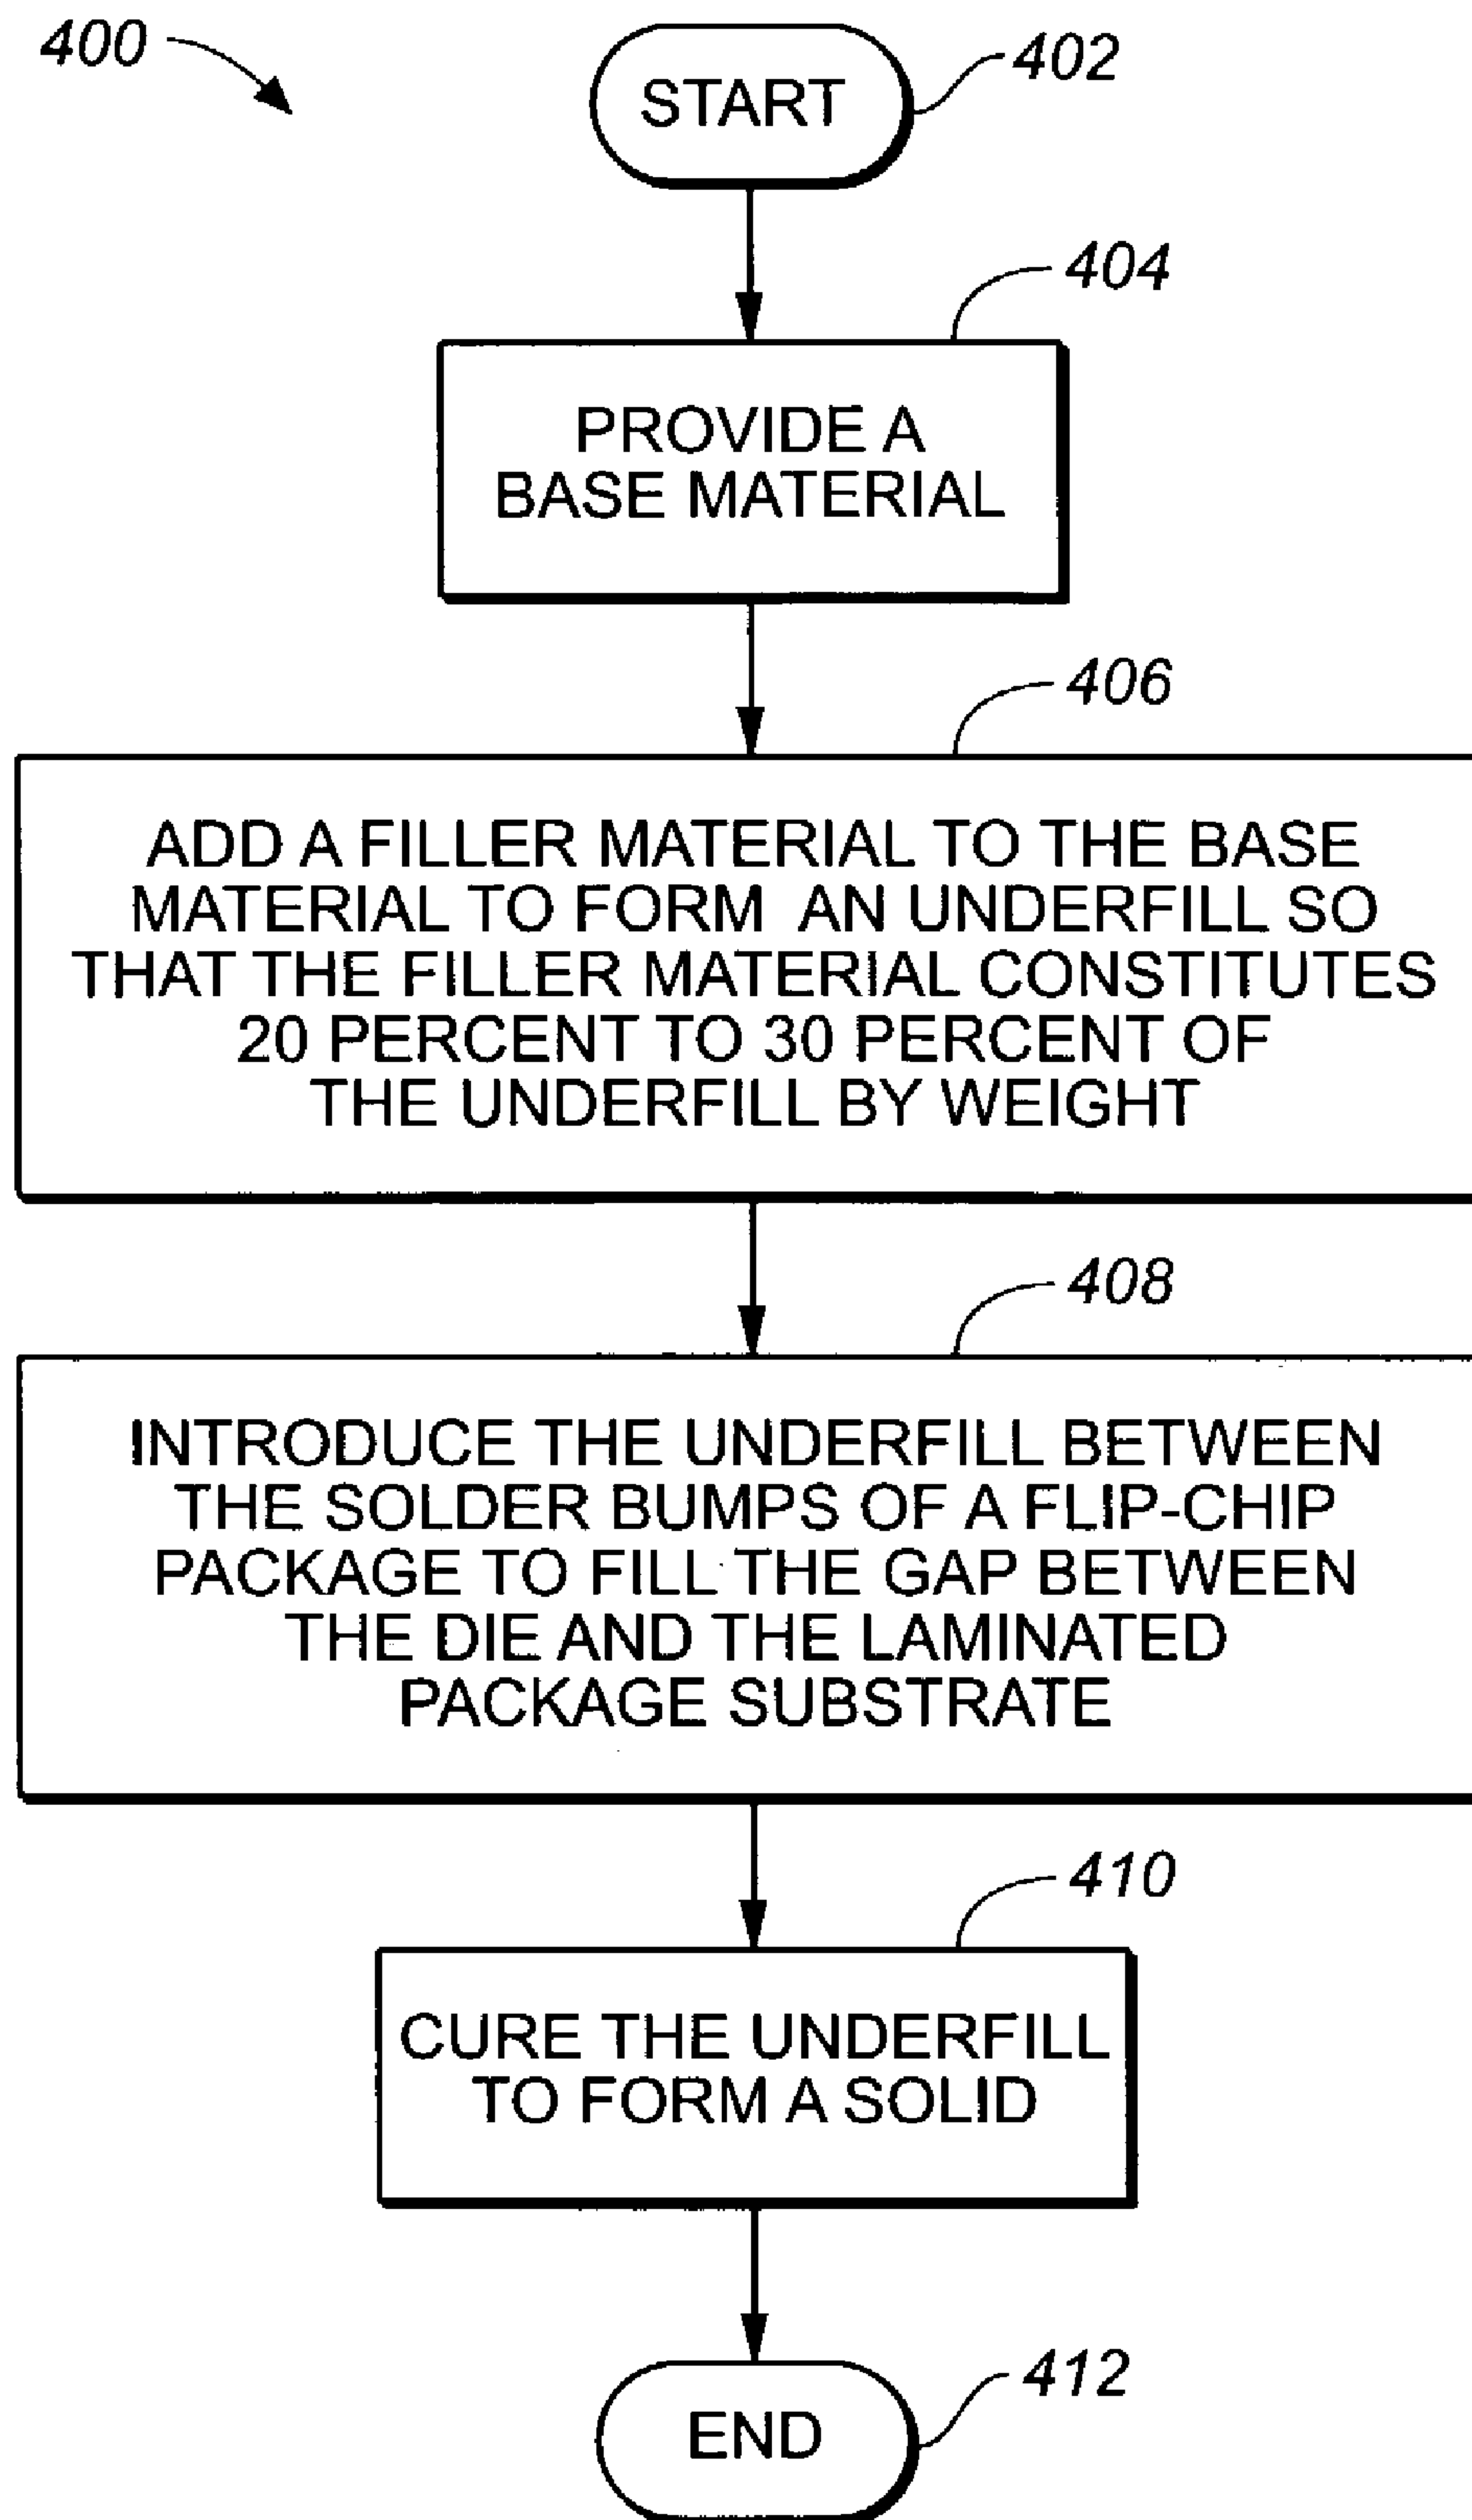 400
START
402
404
PROVIDE A
BASE MATERIAL
406
ADD A FILLER MATERIAL TO THE BASE
MATERIAL TO FORM AN UNDERFILL SO
THAT THE FILLER MATERIAL CONSTITUTES
20 PERCENT TO 30 PERCENT OF
THE UNDERFILL BY WEIGHT
408
INTRODUCE THE UNDERFILL BETWEEN
THE SOLDER BUMPS OF A FLIP-CHIP
PACKAGE TO FILL THE GAP BETWEEN
THE DIE AND THE LAMINATED
PACKAGE SUBSTRATE
410
CURE THE UNDERFILL
TO FORM A SOLID
412
END